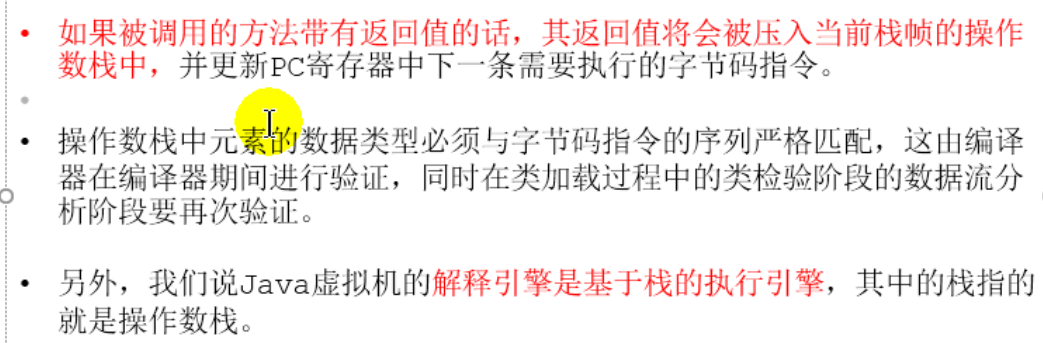 • 如果被调用的方法带有返回值的话，其返回值将会被压入当前栈帧的操作
数栈中，并更新PC寄存器中下一条需要执行的字节码指令。
• 操作数栈中元素的数据类型必须与字节码指令的序列严格匹配，这由编译
器在编译器期间进行验证，同时在类加载过程中的类检验阶段的数据流分
析阶段要再次验证。
• 另外，我们说Java虚拟机的解释引擎是基于栈的执行引擎，其中的栈指的
就是操作数栈。